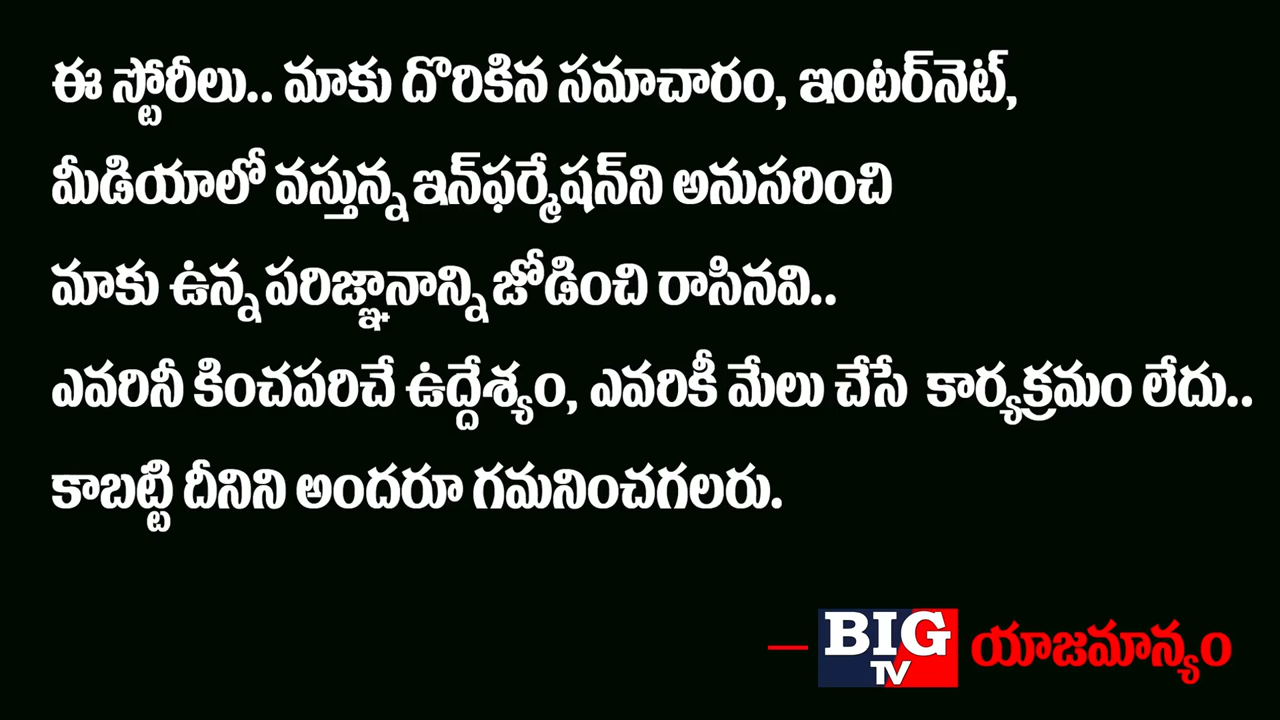 ఈ స్టోరీలు.. మాకు దొరికిన సమాచారం, ఇంటర్‌నెట్,
మీడియాలో వస్తున్న ఇన్‌ఫర్మేషన్‌ని అనుసరించి
మాకు ఉన్న పరిజ్ఞానాన్ని జోడించి రాసినవి..
ఎవరినీ కించపరిచే ఉద్దేశ్యం, ఎవరికీ మేలు చేసే కార్యక్రమం లేదు..
కాబట్టి దీనిని అందరూ గమనించగలరు.
— BIG TV యాజమాన్యం